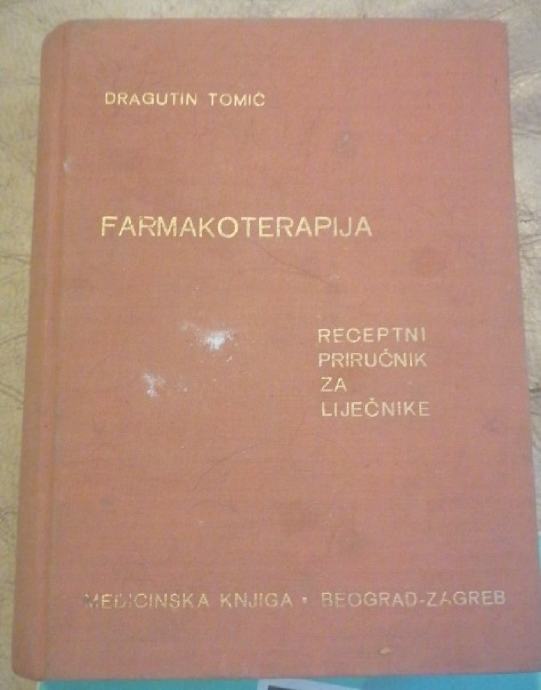 DRAGUTIN TOMIĆ
FARMAKOTERAPIJA
RECEPTNI
PRIRUČNIK
ZA
LIJEČNIKE
MEDICINSKA KNJIGA • BEOGRAD-ZAGREB